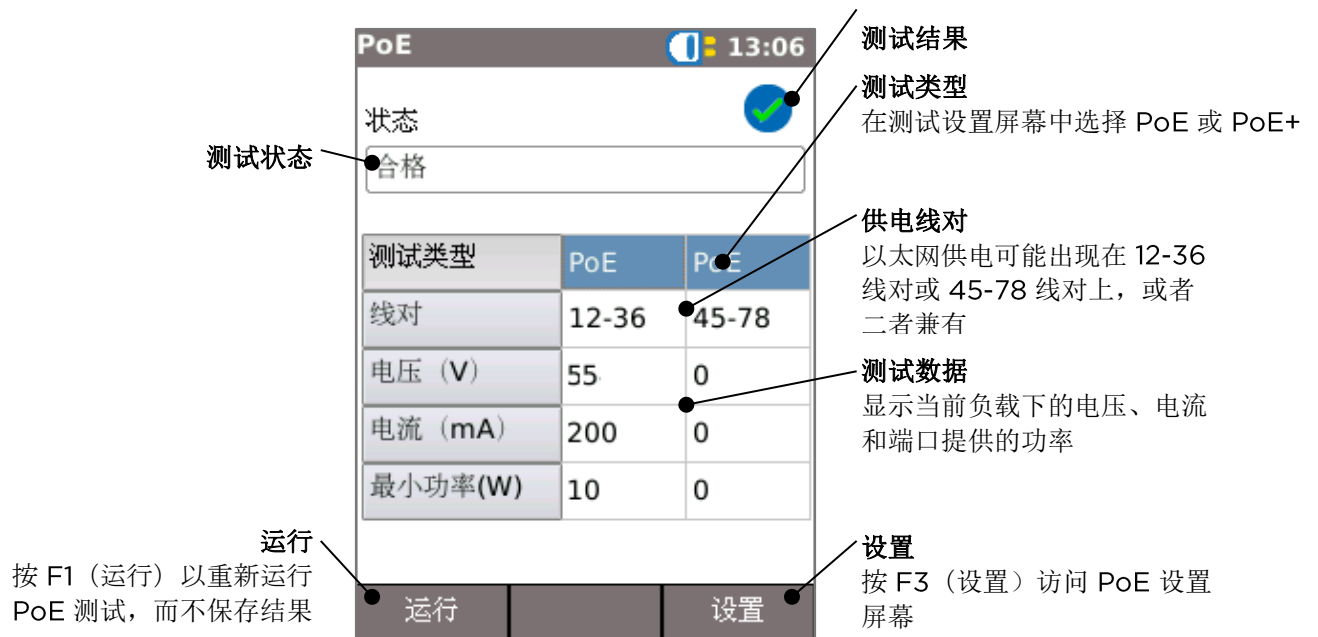 PoE 13:06
状态
合格
测试类型 PoE PoE
线对 12-36 45-78
电压（V） 55 0
电流（mA） 200 0
最小功率(W) 10 0
运行 设置
测试状态
运行
按 F1（运行）以重新运行
PoE 测试，而不保存结果
测试结果
测试类型
在测试设置屏幕中选择 PoE 或 PoE+
供电线对
以太网供电可能出现在 12-36
线对或 45-78 线对上，或者
二者兼有
测试数据
显示当前负载下的电压、电流
和端口提供的功率
设置
按 F3（设置）访问 PoE 设置
屏幕